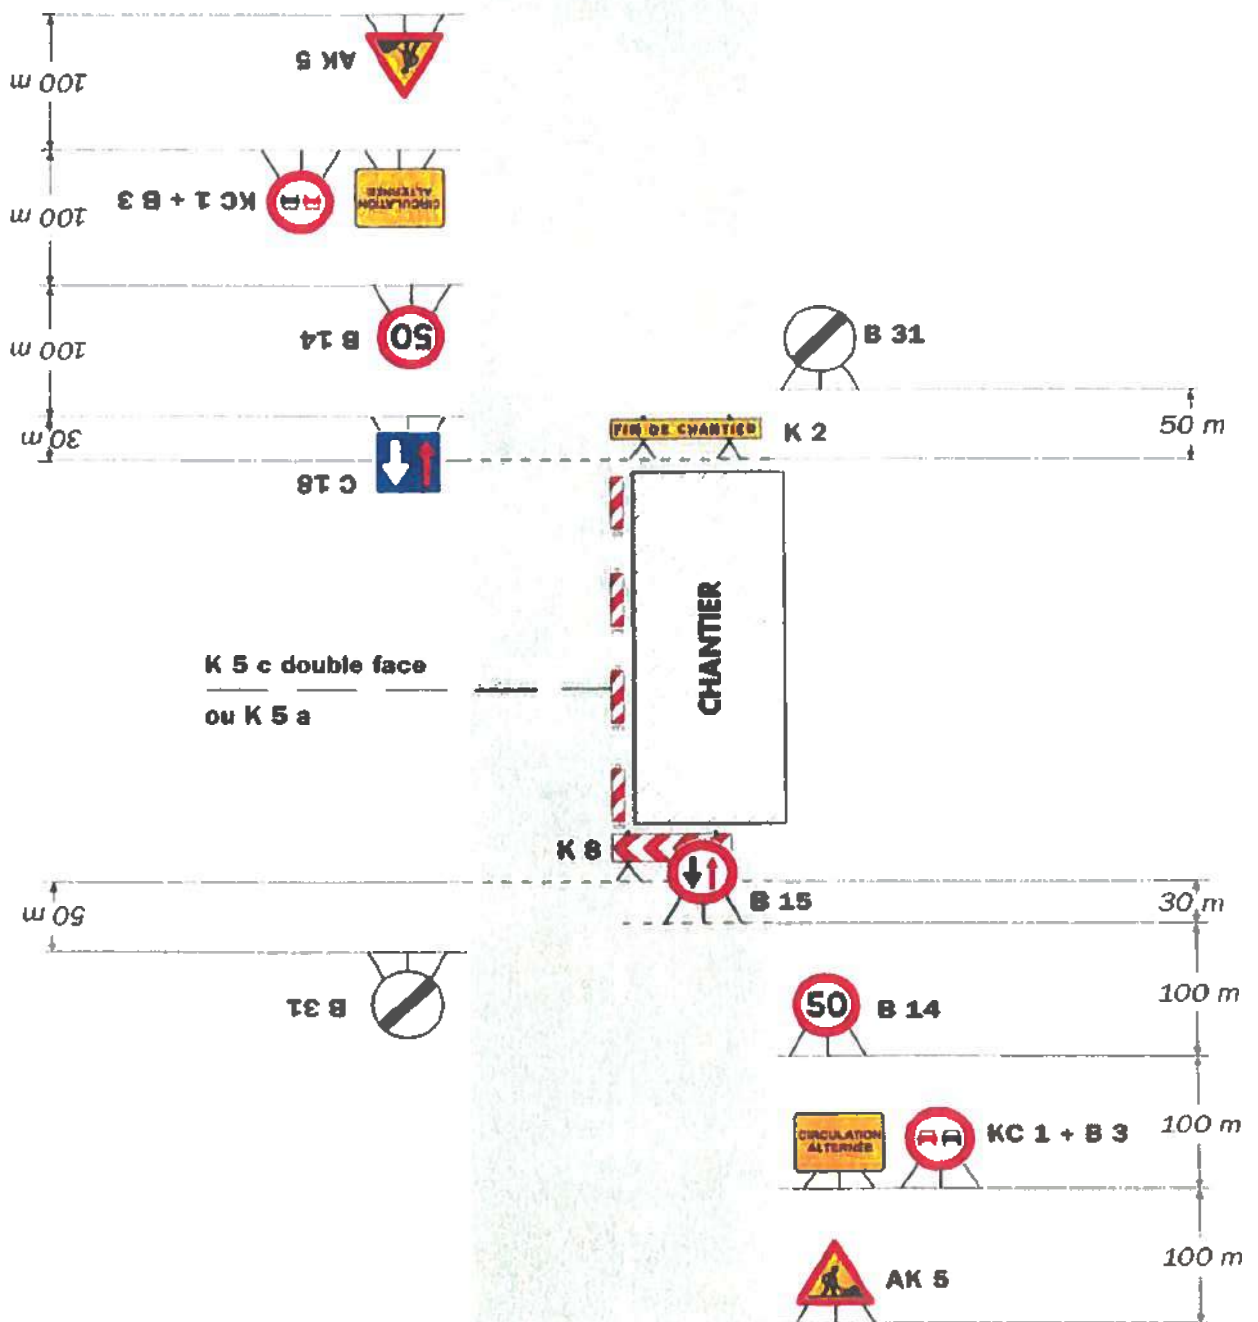 100 m
AK 5
100 m
KC 1 + B 3
CIRCULATION
ALTERNÉE
100 m
B 14
50
B 31
30 m
C 18
FIN DE CHANTIER
K 2
50 m
CHANTIER
K 5 c double face
ou K 5 a
K 8
B 15
30 m
50 m
B 31
50
B 14
100 m
CIRCULATION
ALTERNÉE
KC 1 + B 3
100 m
AK 5
100 m